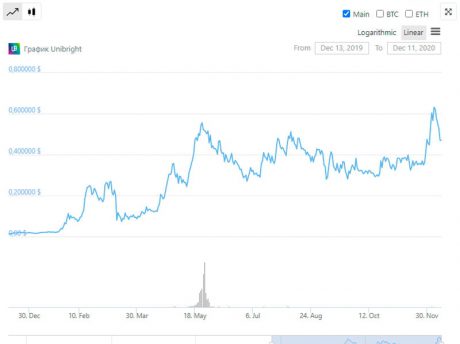 Main BTC ETH
Logarithmic Linear
График Unibright
From Dec 13, 2019 To Dec 11, 2020
0,800000 $
0,600000 $
0,400000 $
0,200000 $
0,00 $
30. Dec 10. Feb 30. Mar 18. May 6. Jul 24. Aug 12. Oct 30. Nov